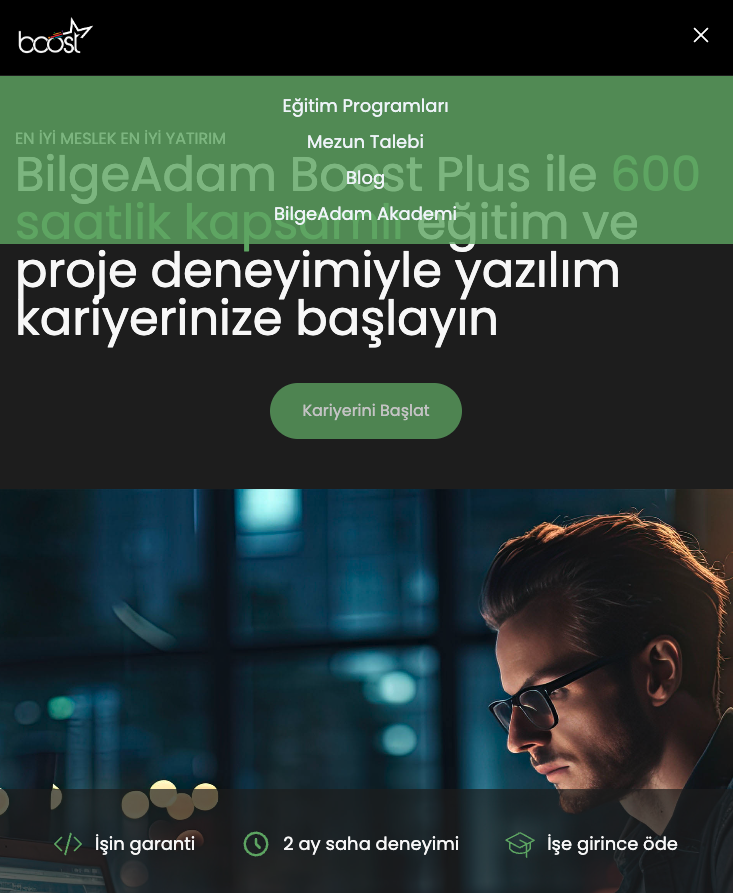 boost
Eğitim Programları
Mezun Talebi
Blog
BilgeAdam Akademi
EN İYİ MESLEK EN İYİ YATIRIM
BilgeAdam Boost Plus ile 600
saatlik kapsamlı eğitim ve
proje deneyimiyle yazılım
kariyerinize başlayın
Kariyerini Başlat
İşin garanti
2 ay saha deneyimi
İşe girince öde